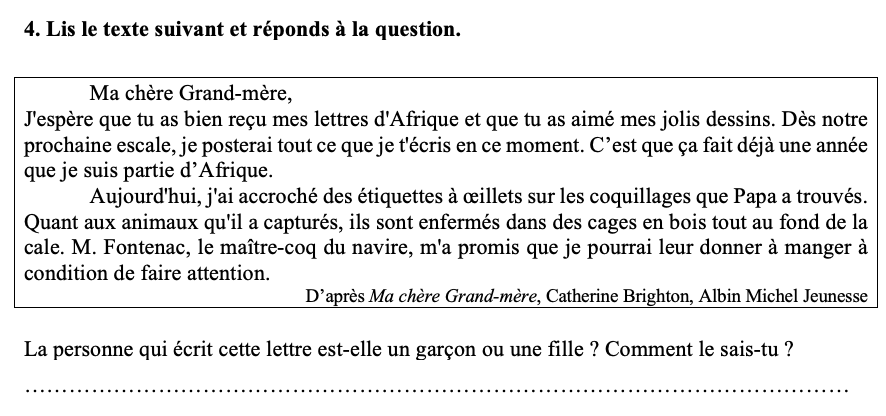 4. Lis le texte suivant et réponds à la question.
Ma chère Grand-mère,
J'espère que tu as bien reçu mes lettres d'Afrique et que tu as aimé mes jolis dessins. Dès notre
prochaine escale, je posterai tout ce que je t'écris en ce moment. C’est que ça fait déjà une année
que je suis partie d’Afrique.
Aujourd'hui, j'ai accroché des étiquettes à œillets sur les coquillages que Papa a trouvés.
Quant aux animaux qu'il a capturés, ils sont enfermés dans des cages en bois tout au fond de la
cale. M. Fontenac, le maître-coq du navire, m'a promis que je pourrai leur donner à manger à
condition de faire attention.
D’après Ma chère Grand-mère, Catherine Brighton, Albin Michel Jeunesse
La personne qui écrit cette lettre est-elle un garçon ou une fille ? Comment le sais-tu ?
………………………………………………………………………………………………